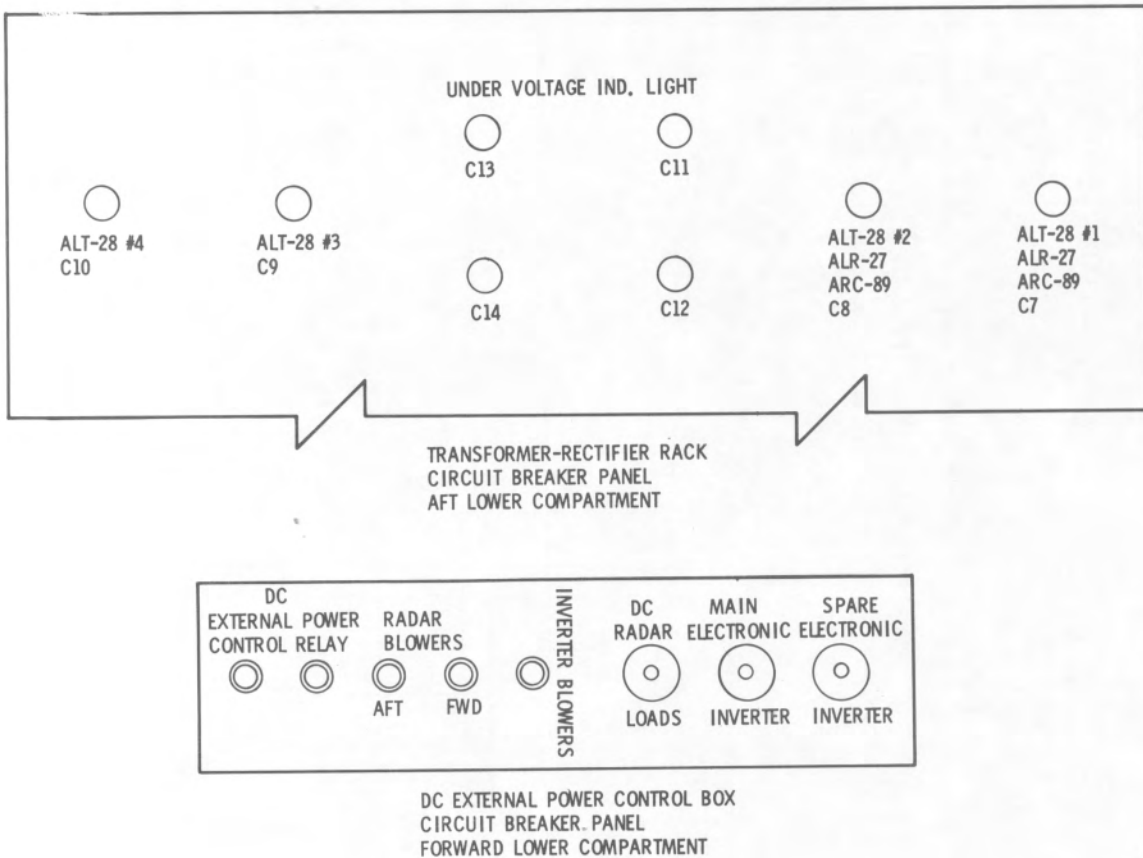 UNDER VOLTAGE IND. LIGHT
C13
C11
ALT-28 #4
C10
ALT-28 #3
C9
C14
C12
ALT-28 #2
ALR-27
ARC-89
C8
ALT-28 #1
ALR-27
ARC-89
C7
TRANSFORMER-RECTIFIER RACK
CIRCUIT BREAKER PANEL
AFT LOWER COMPARTMENT
DC
EXTERNAL POWER
CONTROL RELAY
RADAR
BLOWERS
AFT
FWD
INVERTER BLOWERS
DC
RADAR
LOADS
MAIN
ELECTRONIC
INVERTER
SPARE
ELECTRONIC
INVERTER
DC EXTERNAL POWER CONTROL BOX
CIRCUIT BREAKER PANEL
FORWARD LOWER COMPARTMENT